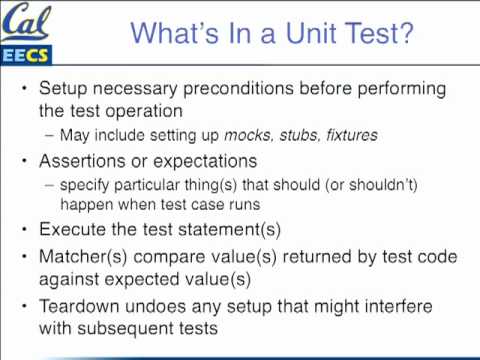 Cal
EECS
What's In a Unit Test?
• Setup necessary preconditions before performing
the test operation
– May include setting up mocks, stubs, fixtures
• Assertions or expectations
– specify particular thing(s) that should (or shouldn't)
happen when test case runs
• Execute the test statement(s)
• Matcher(s) compare value(s) returned by test code
against expected value(s)
• Teardown undoes any setup that might interfere
with subsequent tests